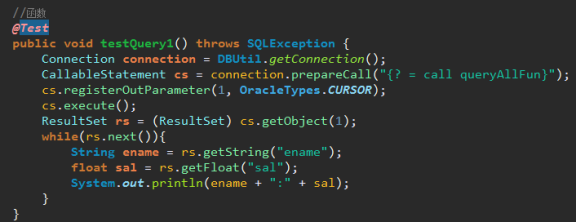 //函数
@Test
public void testQuery1() throws SQLException {
    Connection connection = DBUtil.getConnection();
    CallableStatement cs = connection.prepareCall("{? = call queryAllFun}");
    cs.registerOutParameter(1, OracleTypes.CURSOR);
    cs.execute();
    ResultSet rs = (ResultSet) cs.getObject(1);
    while(rs.next()){
        String ename = rs.getString("ename");
        float sal = rs.getFloat("sal");
        System.out.println(ename + ":" + sal);
    }
}